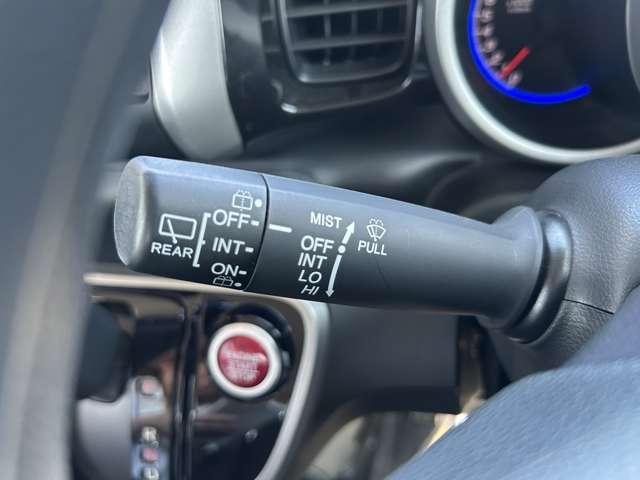 OFF
INT
REAR
ON
MIST
OFF
INT
LO
HI
PULL
ENGINE
START
STOP
R